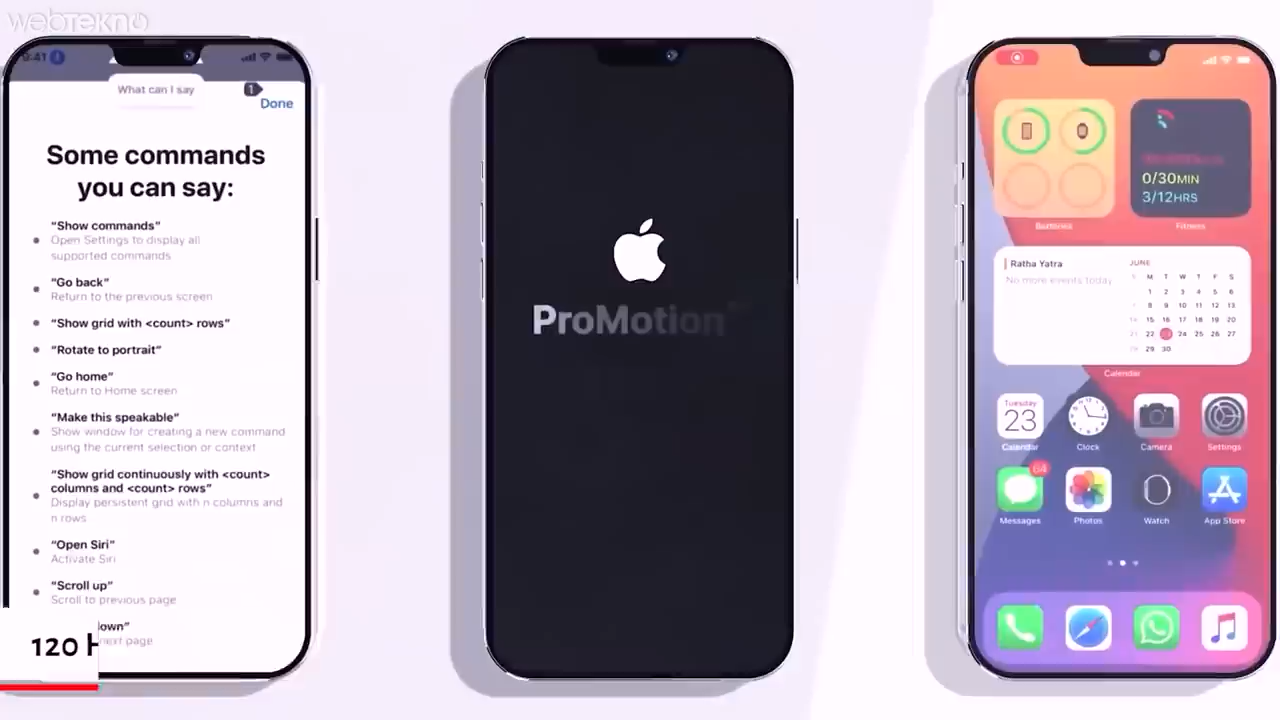 webtekno
9:41
What can I say
1
Done
Some commands
you can say:
"Show commands"
Open Settings to display all
supported commands
"Go back"
Return to the previous screen
"Show grid with <count> rows"
"Rotate to portrait"
"Go home"
Return to Home screen
"Make this speakable"
Show window for creating a new command
using the current selection or context
"Show grid continuously with <count>
columns and <count> rows"
Display persistent grid with n columns and
n rows
"Open Siri"
Activate Siri
"Scroll up"
Scroll to previous page
own"
next page
120 H
ProMotion
0/30MIN
3/12HRS
Batteries
Fitness
Ratha Yatra
No more events today
JUNE
S M T W T F S
1 2 3 4 5 6
7 8 9 10 11 12 13
14 15 16 17 18 19 20
21 22 23 24 25 26 27
29 30
Calendar
Tuesday
23
Calendar
Clock
Camera
Settings
64
Messages
Photos
Watch
App Store